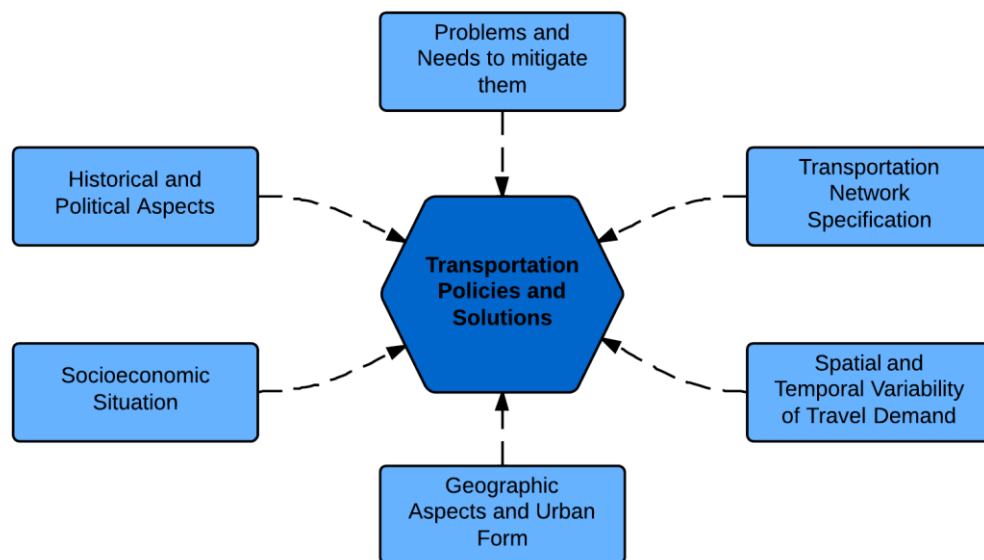 Problems and
Needs to mitigate
them
Historical and
Political Aspects
Transportation
Network
Specification
Transportation
Policies and
Solutions
Socioeconomic
Situation
Spatial and
Temporal Variability
of Travel Demand
Geographic
Aspects and Urban
Form